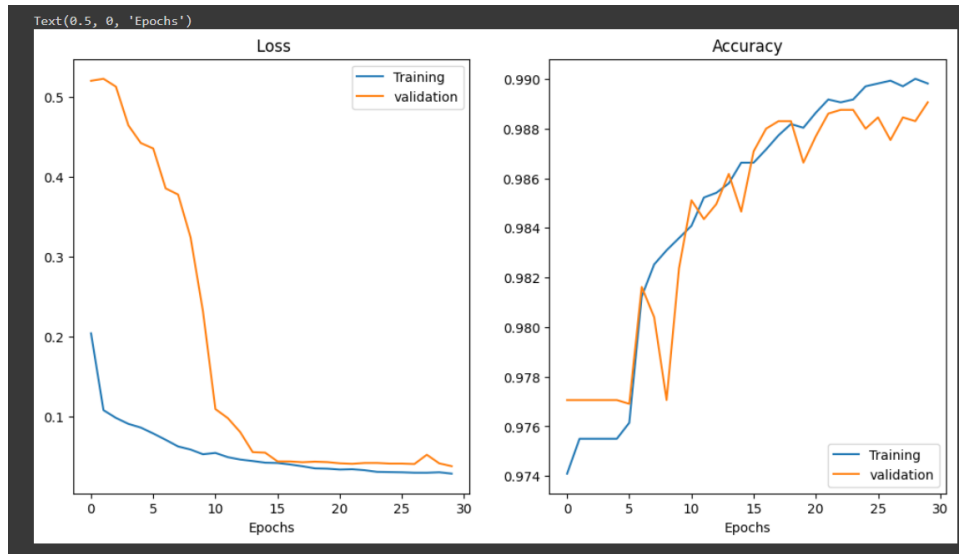 Text(0.5, 0, 'Epochs')
Loss
Accuracy
Training
validation
0.5
0.4
0.3
0.2
0.1
0 5 10 15 20 25 30
Epochs
0.990
0.988
0.986
0.984
0.982
0.980
0.978
0.976
0.974
Training
validation
0 5 10 15 20 25 30
Epochs